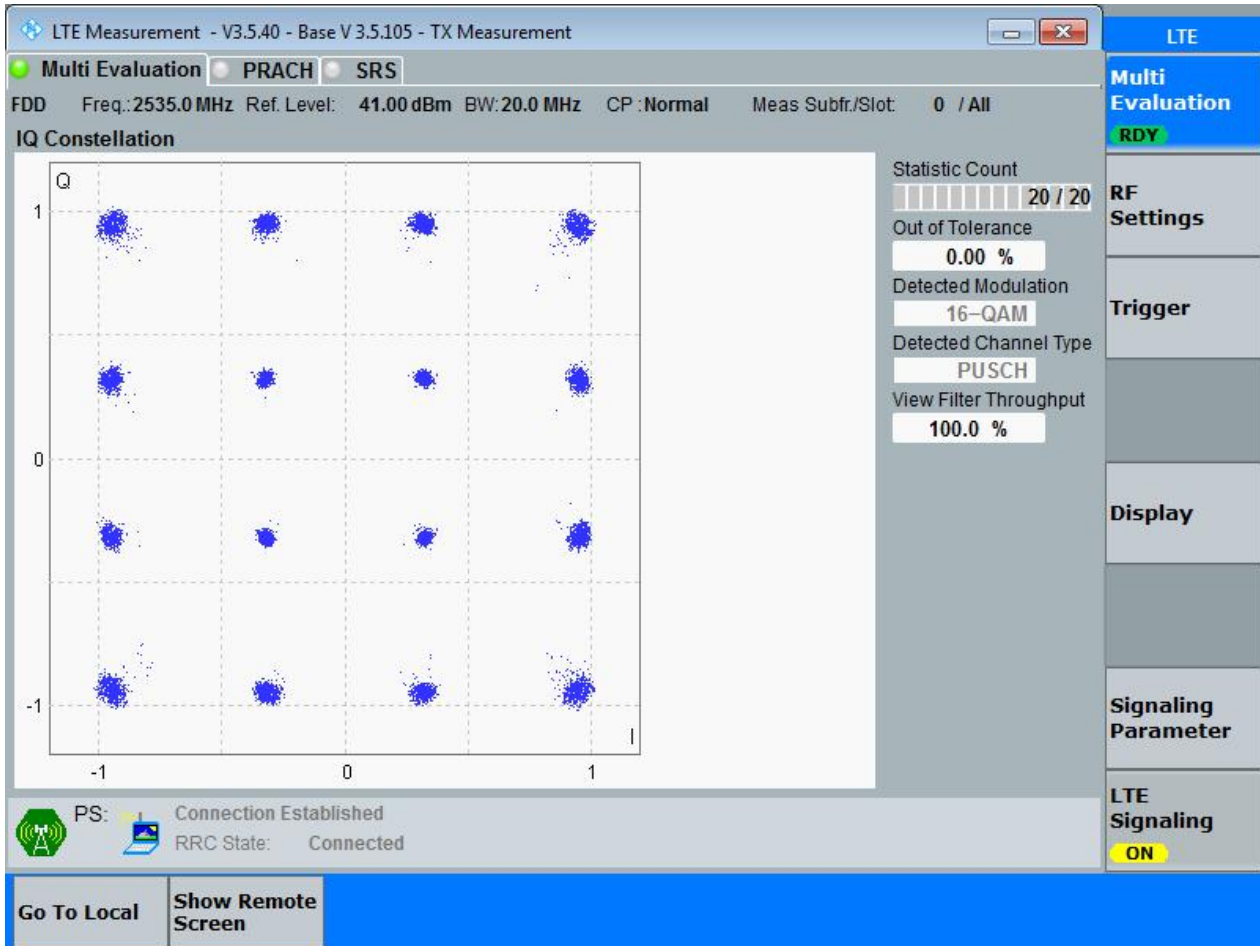 LTE Measurement - V3.5.40 - Base V 3.5.105 - TX Measurement
Multi Evaluation PRACH SRS
FDD Freq.: 2535.0 MHz Ref. Level: 41.00 dBm BW: 20.0 MHz CP : Normal Meas Subfr./Slot: 0 / All
IQ Constellation
Q
1
0
-1
I
-1 0 1
Statistic Count
20 / 20
Out of Tolerance
0.00 %
Detected Modulation
16-QAM
Detected Channel Type
PUSCH
View Filter Throughput
100.0 %
PS: Connection Established
RRC State: Connected
LTE
Multi
Evaluation
RDY
RF
Settings
Trigger
Display
Signaling
Parameter
LTE
Signaling
ON
Go To Local
Show Remote
Screen